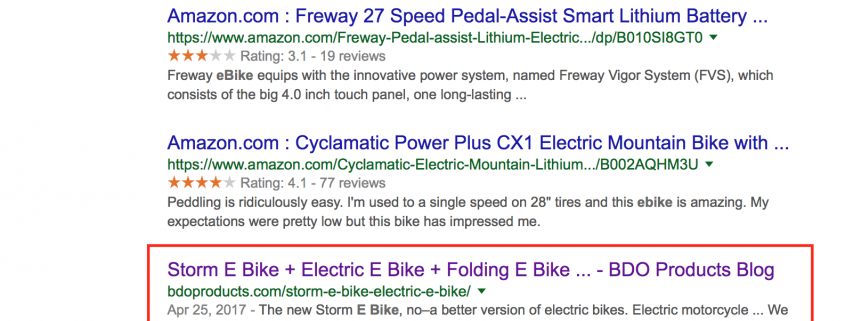 Amazon.com : Freway 27 Speed Pedal-Assist Smart Lithium Battery ...
https://www.amazon.com/Freway-Pedal-assist-Lithium-Electric.../dp/B010SI8GT0
Rating: 3.1 - 19 reviews
Freway eBike equips with the innovative power system, named Freway Vigor System (FVS), which
consists of the big 4.0 inch touch panel, one long-lasting ...
Amazon.com : Cyclamatic Power Plus CX1 Electric Mountain Bike with ...
https://www.amazon.com/Cyclamatic-Electric-Mountain-Lithium.../B002AQHM3U
Rating: 4.1 - 77 reviews
Peddling is ridiculously easy. I'm used to a single speed on 28" tires and this ebike is amazing. My
expectations were pretty low but this bike has impressed me.
Storm E Bike + Electric E Bike + Folding E Bike ... - BDO Products Blog
bdoproducts.com/storm-e-bike-electric-e-bike/
Apr 25, 2017 - The new Storm E Bike, no–a better version of electric bikes. Electric motorcycle ... We